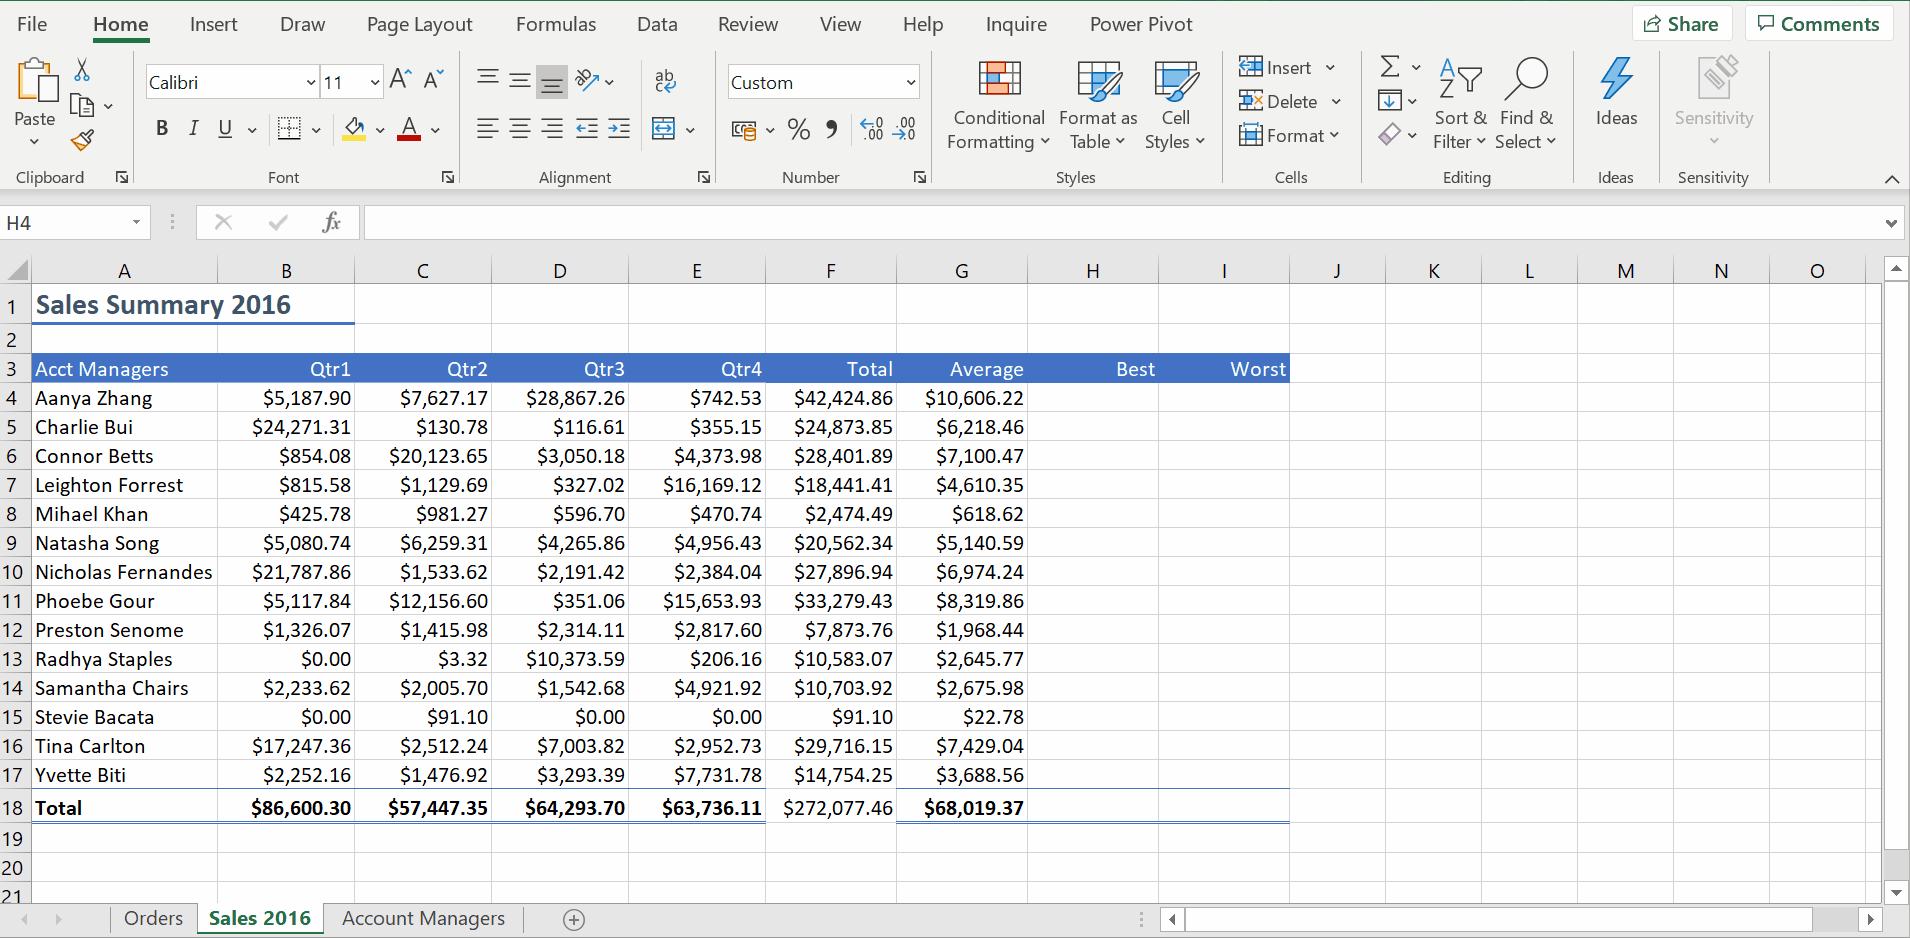 File Home Insert Draw Page Layout Formulas Data Review View Help Inquire Power Pivot Share Comments
Calibri 11 ab Custom Insert
Paste Conditional Formatting Format as Table Cell Styles Delete Sort & Filter Find & Select Ideas Sensitivity
B I U A % Format
Clipboard Font Alignment Number Styles Cells Editing Ideas Sensitivity
H4 fx
A B C D E F G H I J K L M N O
1 Sales Summary 2016
2
3 Acct Managers Qtr1 Qtr2 Qtr3 Qtr4 Total Average Best Worst
4 Aanya Zhang $5,187.90 $7,627.17 $28,867.26 $742.53 $42,424.86 $10,606.22
5 Charlie Bui $24,271.31 $130.78 $116.61 $355.15 $24,873.85 $6,218.46
6 Connor Betts $854.08 $20,123.65 $3,050.18 $4,373.98 $28,401.89 $7,100.47
7 Leighton Forrest $815.58 $1,129.69 $327.02 $16,169.12 $18,441.41 $4,610.35
8 Mihael Khan $425.78 $981.27 $596.70 $470.74 $2,474.49 $618.62
9 Natasha Song $5,080.74 $6,259.31 $4,265.86 $4,956.43 $20,562.34 $5,140.59
10 Nicholas Fernandes $21,787.86 $1,533.62 $2,191.42 $2,384.04 $27,896.94 $6,974.24
11 Phoebe Gour $5,117.84 $12,156.60 $351.06 $15,653.93 $33,279.43 $8,319.86
12 Preston Senome $1,326.07 $1,415.98 $2,314.11 $2,817.60 $7,873.76 $1,968.44
13 Radhya Staples $0.00 $3.32 $10,373.59 $206.16 $10,583.07 $2,645.77
14 Samantha Chairs $2,233.62 $2,005.70 $1,542.68 $4,921.92 $10,703.92 $2,675.98
15 Stevie Bacata $0.00 $91.10 $0.00 $0.00 $91.10 $22.78
16 Tina Carlton $17,247.36 $2,512.24 $7,003.82 $2,952.73 $29,716.15 $7,429.04
17 Yvette Biti $2,252.16 $1,476.92 $3,293.39 $7,731.78 $14,754.25 $3,688.56
18 Total $86,600.30 $57,447.35 $64,293.70 $63,736.11 $272,077.46 $68,019.37
19
20
21
Orders Sales 2016 Account Managers